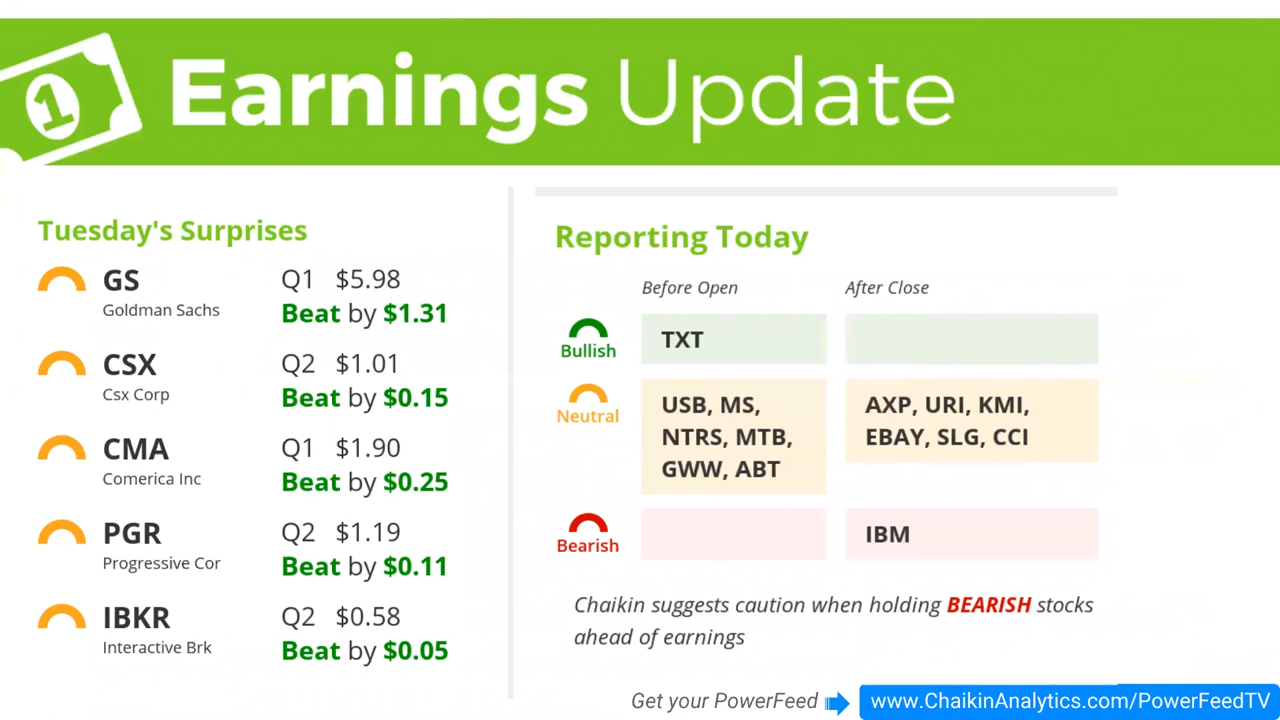 1
Earnings Update
Tuesday's Surprises
GS Q1 $5.98
Goldman Sachs Beat by $1.31
CSX Q2 $1.01
Csx Corp Beat by $0.15
CMA Q1 $1.90
Comerica Inc Beat by $0.25
PGR Q2 $1.19
Progressive Cor Beat by $0.11
IBKR Q2 $0.58
Interactive Brk Beat by $0.05
Reporting Today
Before Open After Close
Bullish TXT
Neutral
USB, MS,
NTRS, MTB,
GWW, ABT
AXP, URI, KMI,
EBAY, SLG, CCI
Bearish IBM
Chaikin suggests caution when holding BEARISH stocks
ahead of earnings
Get your PowerFeed www.ChaikinAnalytics.com/PowerFeedTV